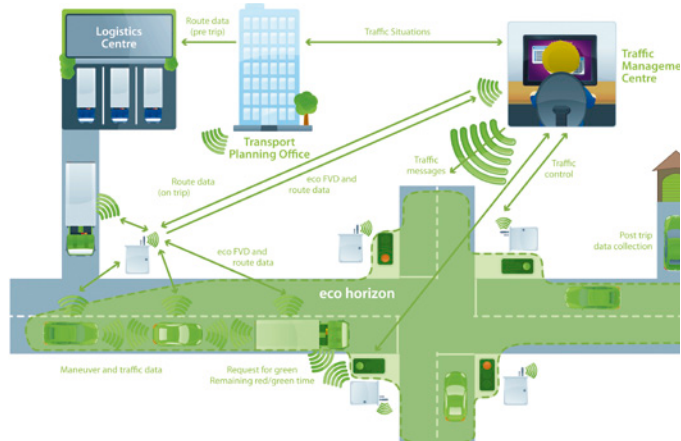 Logistics
Centre
Route data
(pre trip)
Traffic Situations
Traffic
Management
Centre
Transport
Planning Office
Route data
(on trip)
eco FVD and
route data
Traffic
messages
Traffic
control
Post trip
data collection
eco FVD and
route data
eco horizon
Maneuver and traffic data
Request for green
Remaining red/green time